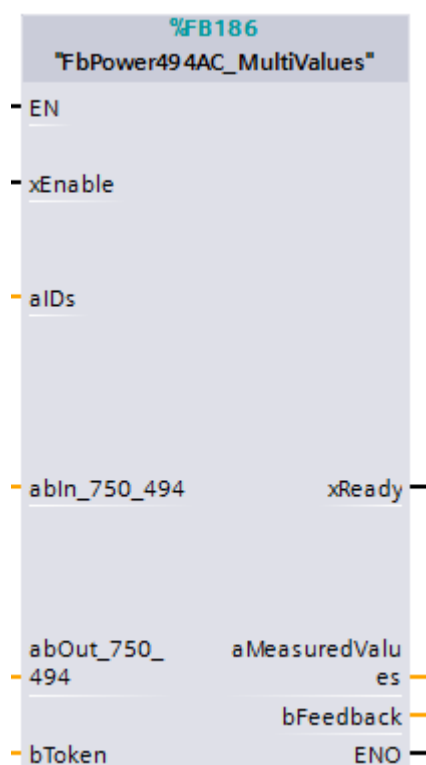 %FB186
"FbPower494AC_MultiValues"
EN
xEnable
aIDs
abIn_750_494 xReady
abOut_750_ aMeasuredValu
494 es
bFeedback
bToken ENO